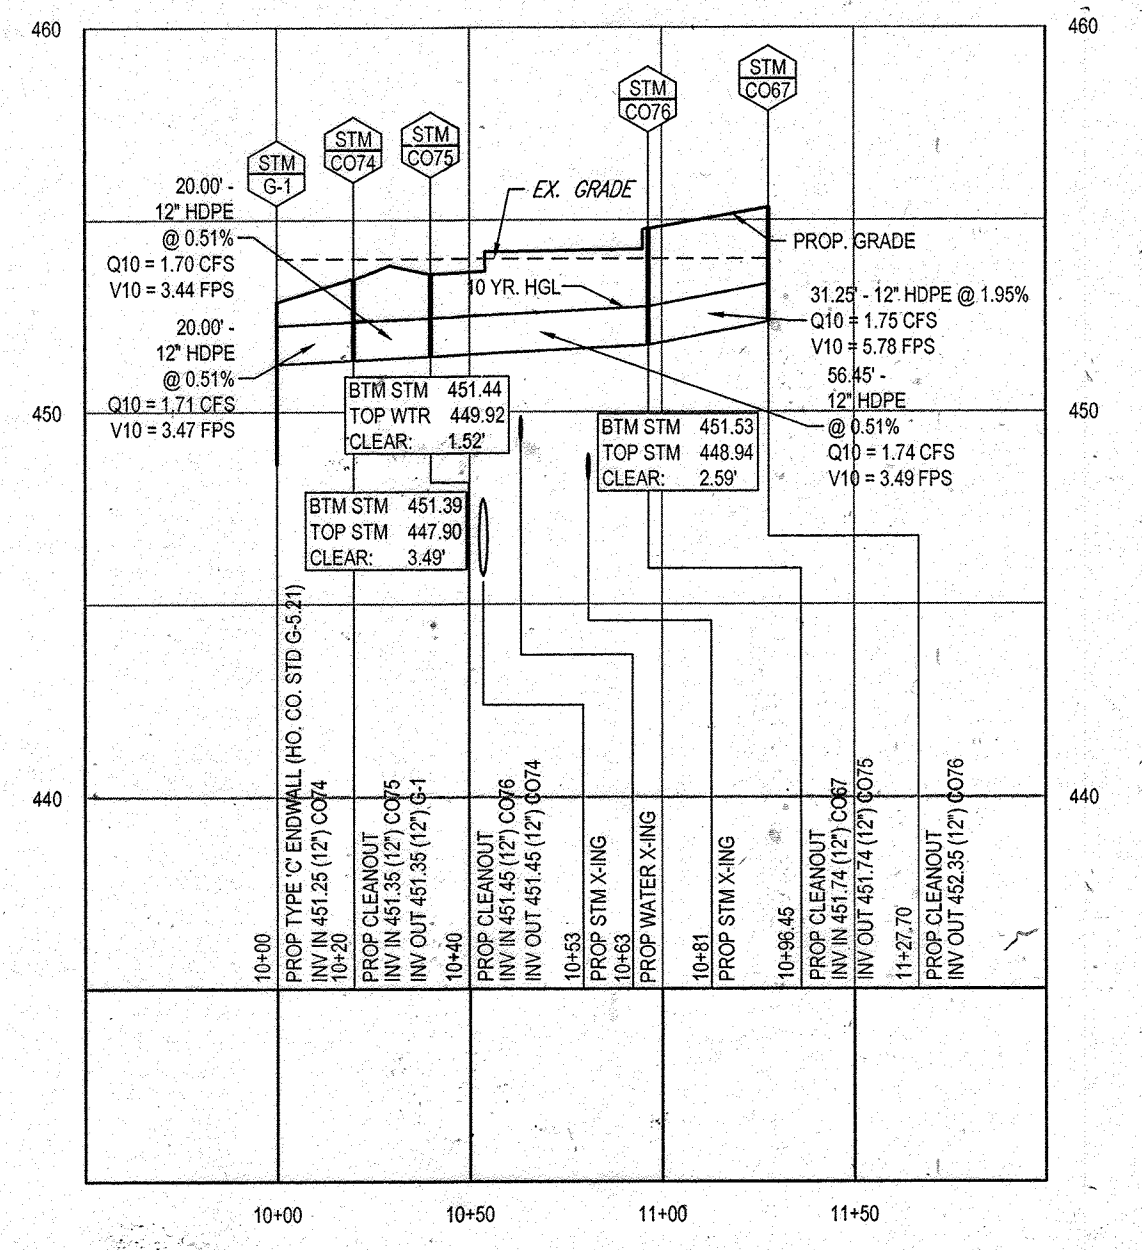 460
460
STM
CO67
STM
CO76
STM
CO75
STM
CO74
STM
G-1
20.00' -
12" HDPE
@ 0.51%
Q10 = 1.70 CFS
V10 = 3.44 FPS
EX. GRADE
PROP. GRADE
10 YR. HGL
31.25' - 12" HDPE @ 1.95%
Q10 = 1.75 CFS
V10 = 5.78 FPS
20.00' -
12" HDPE
@ 0.51%
Q10 = 1.71 CFS
V10 = 3.47 FPS
56.45' -
12" HDPE
@ 0.51%
Q10 = 1.74 CFS
V10 = 3.49 FPS
450
450
BTM STM 451.44
TOP WTR 449.92
CLEAR: 1.52'
BTM STM 451.53
TOP STM 448.94
CLEAR: 2.59'
BTM STM 451.39
TOP STM 447.90
CLEAR: 3.49'
440
440
10+00
PROP TYPE 'C' ENDWALL (HO. CO. STD G-5.21)
INV IN 451.25 (12") CO74
10+20
PROP CLEANOUT
INV IN 451.35 (12") CO75
INV OUT 451.35 (12") G-1
10+40
PROP CLEANOUT
INV IN 451.45 (12") CO76
INV OUT 451.45 (12") CO74
10+53
PROP STM X-ING
10+63
PROP WATER X-ING
10+81
PROP STM X-ING
10+96.45
PROP CLEANOUT
INV IN 451.74 (12") CO67
INV OUT 451.74 (12") CO75
11+27.70
PROP CLEANOUT
INV OUT 452.35 (12") CO76
10+00
10+50
11+00
11+50